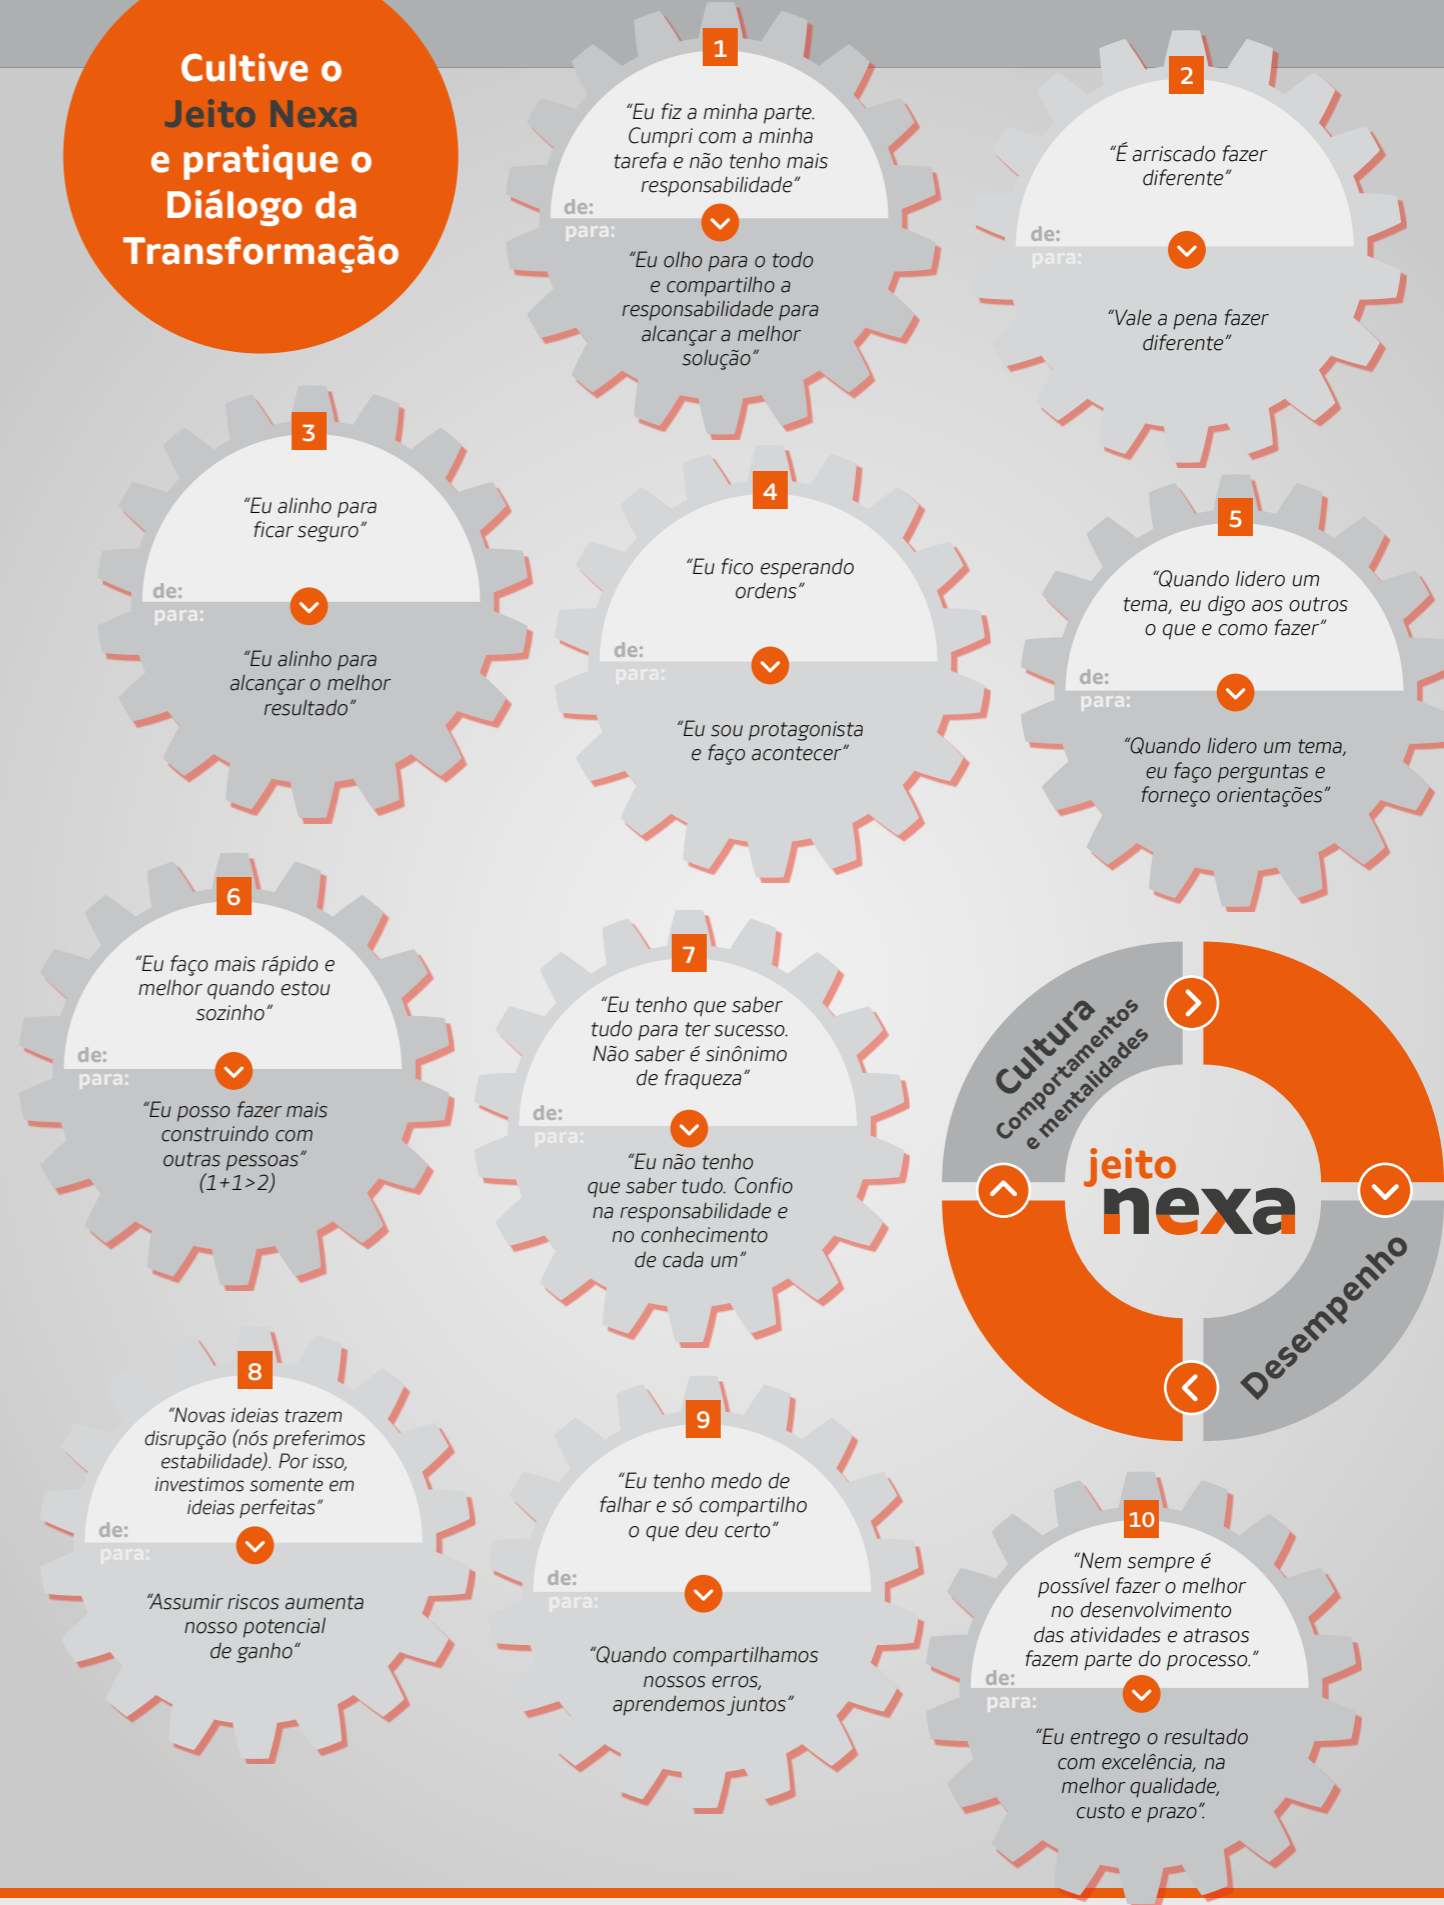 Cultive o
Jeito Nexa
e pratique o
Diálogo da
Transformação
1
“Eu fiz a minha parte.
Cumpri com a minha
tarefa e não tenho mais
responsabilidade”
de:
para:
“Eu olho para o todo
e compartilho a
responsabilidade para
alcançar a melhor
solução”
2
“É arriscado fazer
diferente”
de:
para:
“Vale a pena fazer
diferente”
3
“Eu alinho para
ficar seguro”
de:
para:
“Eu alinho para
alcançar o melhor
resultado”
4
“Eu fico esperando
ordens”
de:
para:
“Eu sou protagonista
e faço acontecer”
5
“Quando lidero um
tema, eu digo aos outros
o que e como fazer”
de:
para:
“Quando lidero um tema,
eu faço perguntas e
forneço orientações”
6
“Eu faço mais rápido e
melhor quando estou
sozinho”
de:
para:
“Eu posso fazer mais
construindo com
outras pessoas”
(1+1>2)
7
“Eu tenho que saber
tudo para ter sucesso.
Não saber é sinônimo
de fraqueza”
de:
para:
“Eu não tenho
que saber tudo. Confio
na responsabilidade e
no conhecimento
de cada um”
Cultura
Comportamentos
e mentalidades
jeito
nexa
Desempenho
8
“Novas ideias trazem
disrupção (nós preferimos
estabilidade). Por isso,
investimos somente em
ideias perfeitas”
de:
para:
“Assumir riscos aumenta
nosso potencial
de ganho“
9
“Eu tenho medo de
falhar e só compartilho
o que deu certo”
de:
para:
“Quando compartilhamos
nossos erros,
aprendemos juntos”
10
“Nem sempre é
possível fazer o melhor
no desenvolvimento
das atividades e atrasos
fazem parte do processo.”
de:
para:
“Eu entrego o resultado
com excelência, na
melhor qualidade,
custo e prazo”.